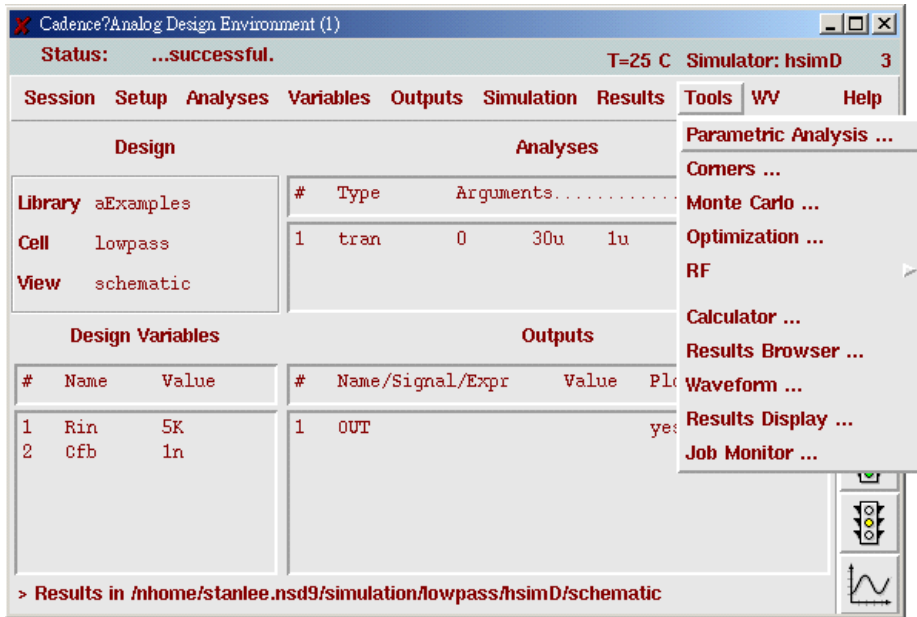 Cadence?Analog Design Environment (1)
Status: ...successful. T=25 C Simulator: hsimD 3
Session Setup Analyses Variables Outputs Simulation Results Tools WV Help
Parametric Analysis ...
Corners ...
Monte Carlo ...
Optimization ...
RF
Calculator ...
Results Browser ...
Waveform ...
Results Display ...
Job Monitor ...
Design
Library aExamples
Cell lowpass
View schematic
Analyses
# Type Arguments............
1 tran 0 30u 1u
Design Variables
# Name Value
1 Rin 5K
2 Cfb 1n
Outputs
# Name/Signal/Expr Value Plo
1 OUT yes
> Results in /nhome/stanlee.nsd9/simulation/lowpass/hsimD/schematic